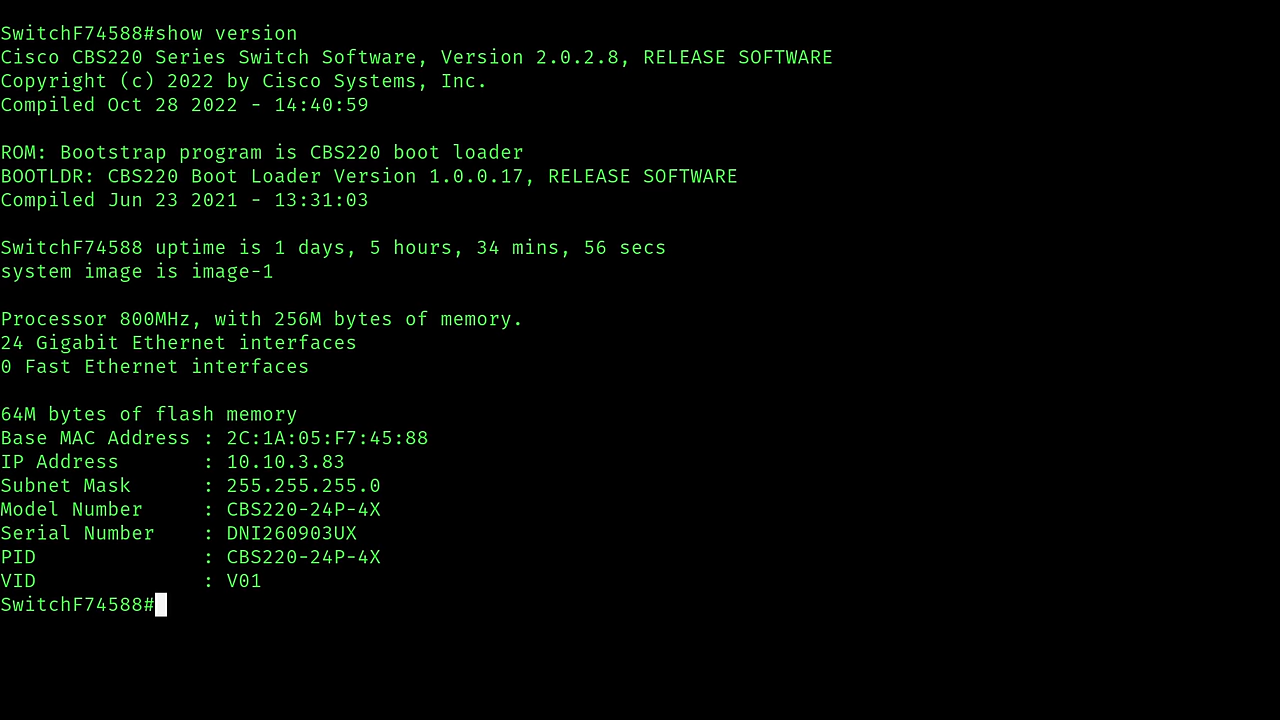 SwitchF74588#show version
Cisco CBS220 Series Switch Software, Version 2.0.2.8, RELEASE SOFTWARE
Copyright (c) 2022 by Cisco Systems, Inc.
Compiled Oct 28 2022 - 14:40:59
ROM: Bootstrap program is CBS220 boot loader
BOOTLDR: CBS220 Boot Loader Version 1.0.0.17, RELEASE SOFTWARE
Compiled Jun 23 2021 - 13:31:03
SwitchF74588 uptime is 1 days, 5 hours, 34 mins, 56 secs
system image is image-1
Processor 800MHz, with 256M bytes of memory.
24 Gigabit Ethernet interfaces
0 Fast Ethernet interfaces
64M bytes of flash memory
Base MAC Address : 2C:1A:05:F7:45:88
IP Address       : 10.10.3.83
Subnet Mask      : 255.255.255.0
Model Number     : CBS220-24P-4X
Serial Number    : DNI260903UX
PID              : CBS220-24P-4X
VID              : V01
SwitchF74588#